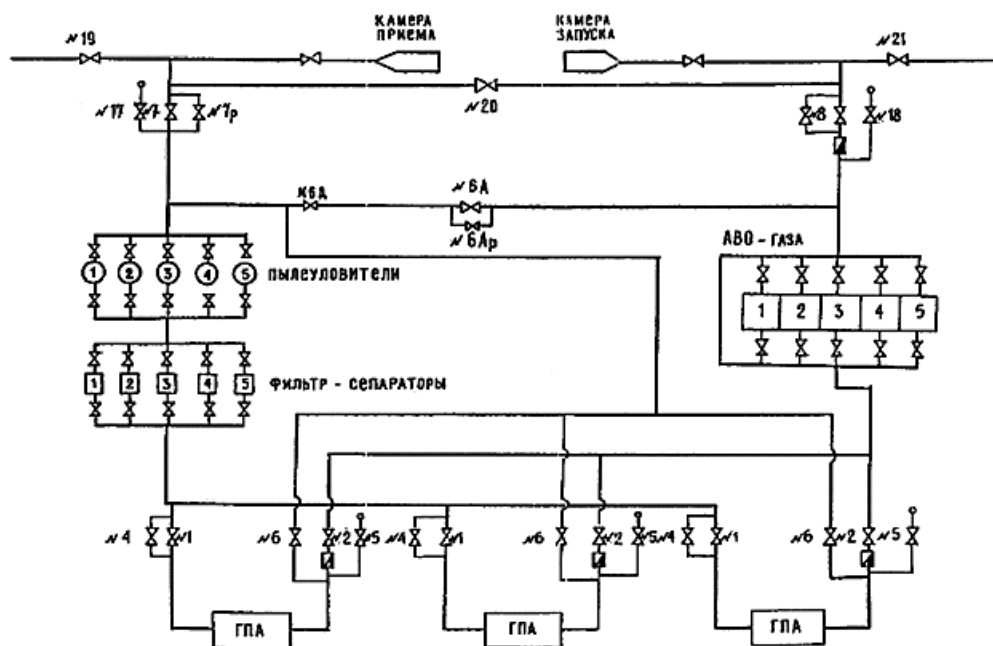 КАМЕРА ПРИЕМА
КАМЕРА ЗАПУСКА
№19
№21
№20
№17
№7
№7р
№8
№18
№6Д
№6А
№6Ар
АВО - ГАЗА
1 2 3 4 5
ПЫЛЕУЛОВИТЕЛИ
1 2 3 4 5
1 2 3 4 5
ФИЛЬТР - СЕПАРАТОРЫ
№4 №1 №6 №2 №5 №4 №1 №6 №2 №5 №4 №1 №6 №2 №5
ГПА ГПА ГПА